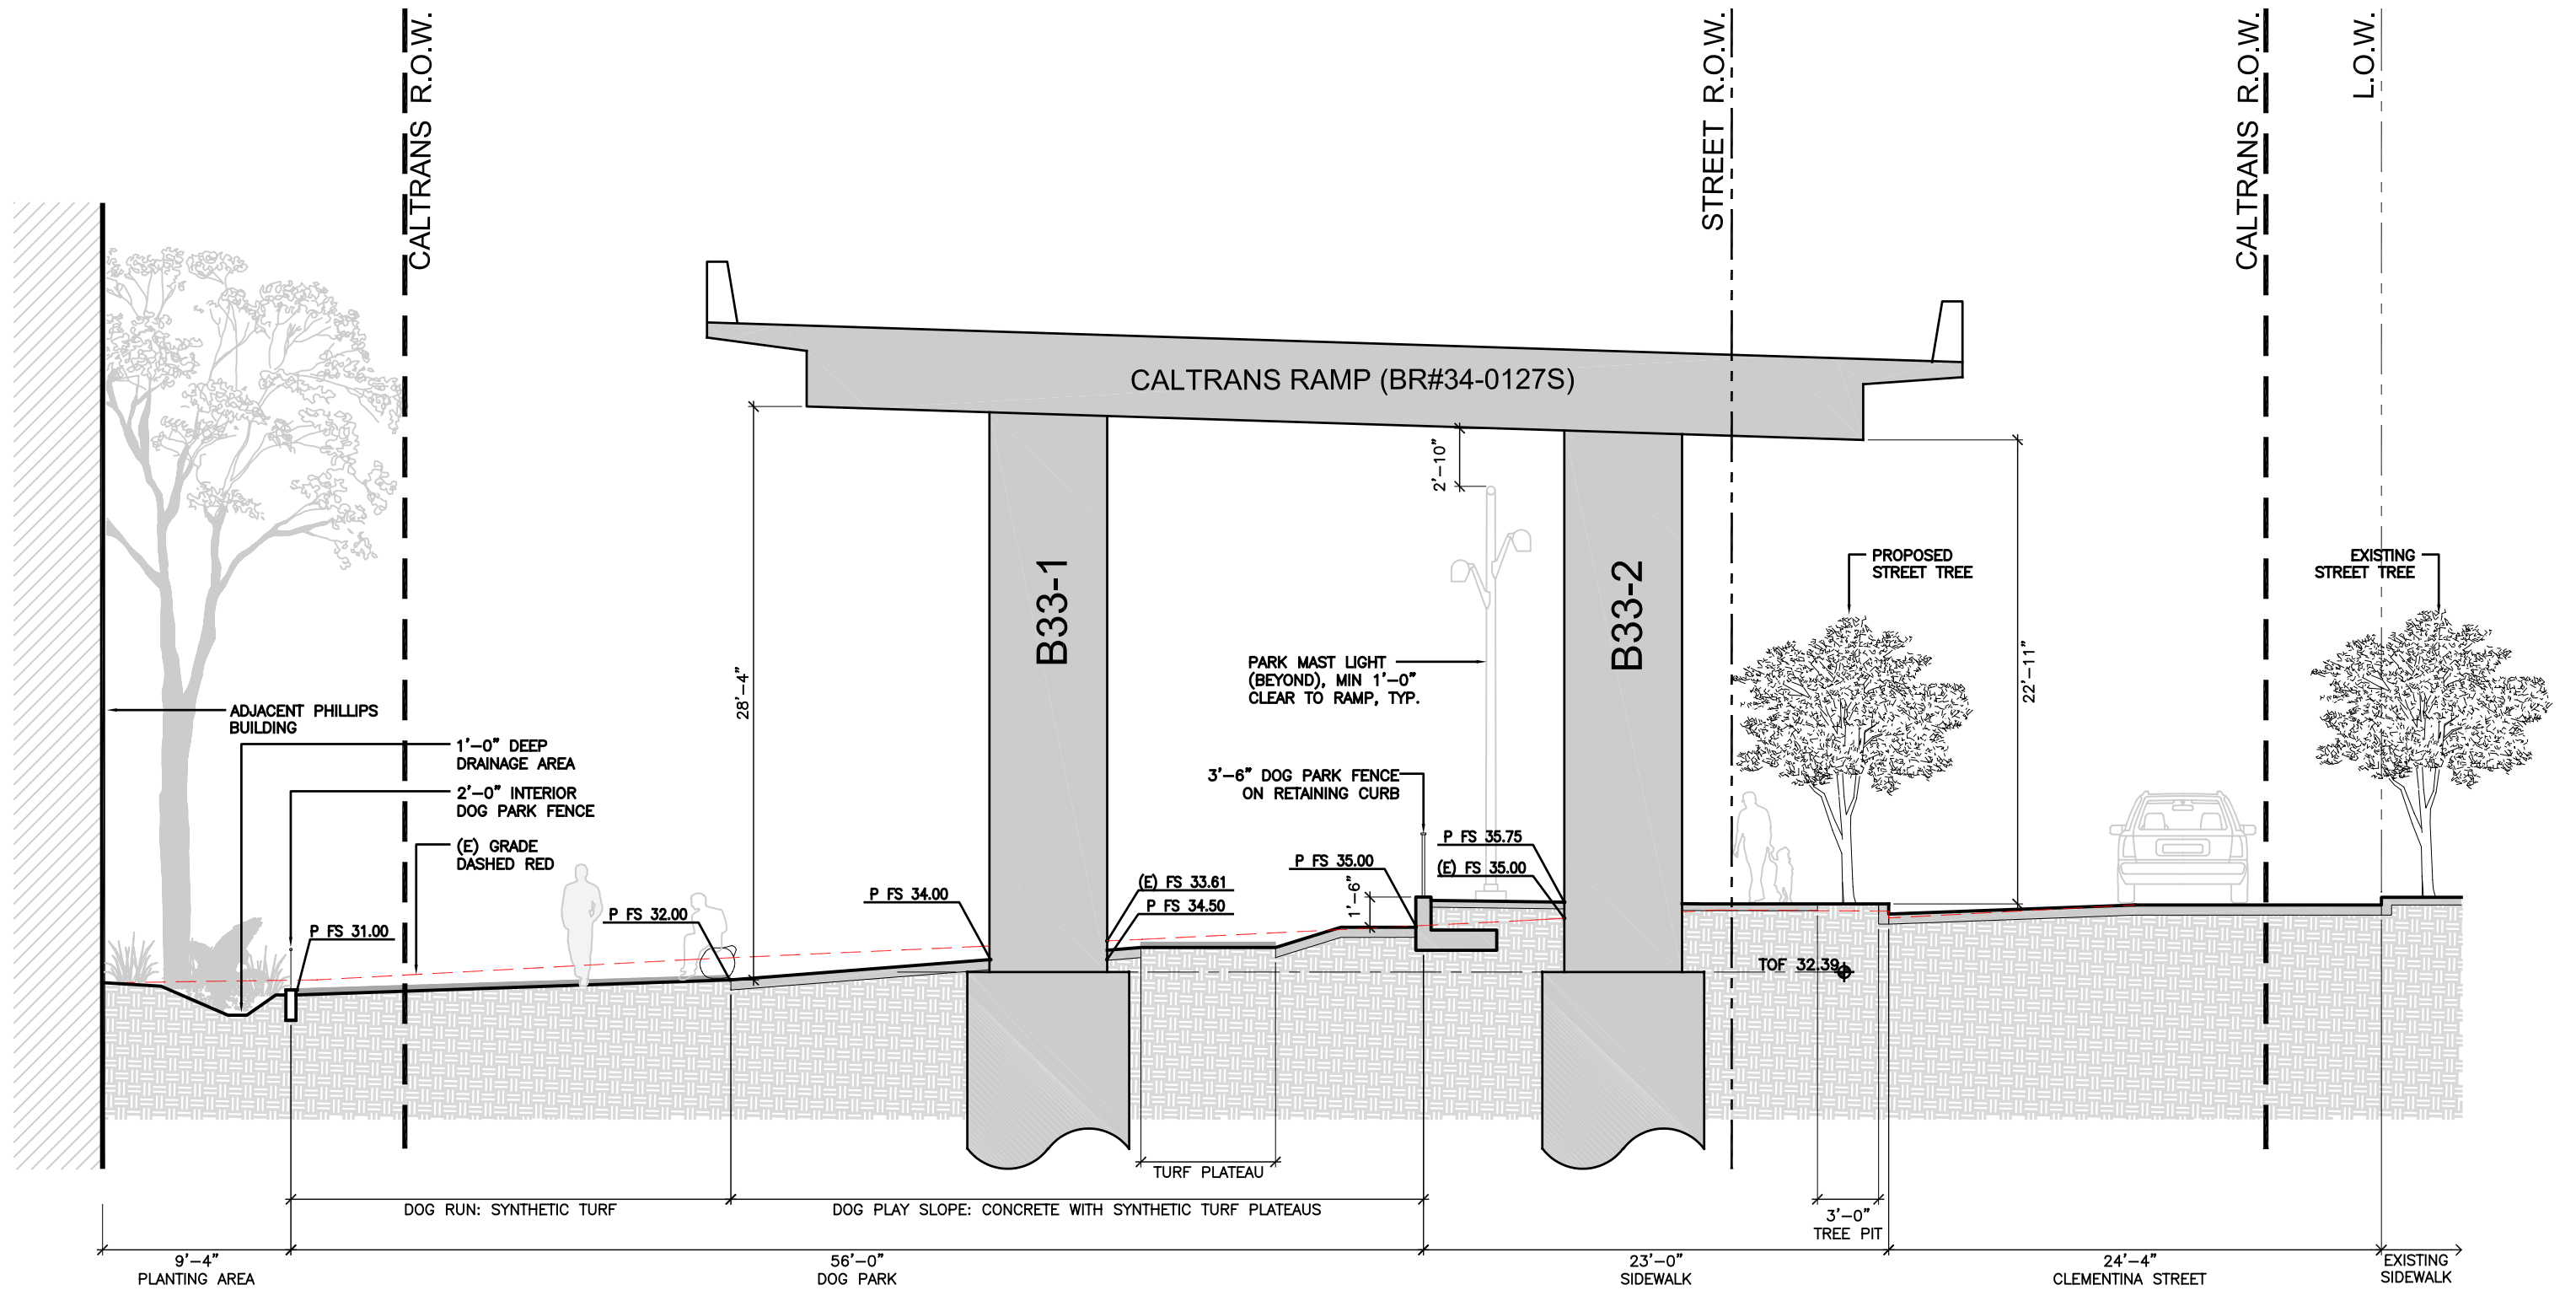 CALTRANS R.O.W.
STREET R.O.W.
CALTRANS R.O.W.
L.O.W.
CALTRANS RAMP (BR#34-0127S)
2'-10"
B33-1
B33-2
PROPOSED
STREET TREE
EXISTING
STREET TREE
28'-4"
22'-11"
PARK MAST LIGHT
(BEYOND), MIN 1'-0"
CLEAR TO RAMP, TYP.
ADJACENT PHILLIPS
BUILDING
1'-0" DEEP
DRAINAGE AREA
2'-0" INTERIOR
DOG PARK FENCE
(E) GRADE
DASHED RED
3'-6" DOG PARK FENCE
ON RETAINING CURB
P FS 35.75
P FS 35.00
(E) FS 35.00
1'-6"
P FS 34.00
(E) FS 33.61
P FS 34.50
P FS 32.00
P FS 31.00
TOF 32.39
TURF PLATEAU
DOG RUN: SYNTHETIC TURF
DOG PLAY SLOPE: CONCRETE WITH SYNTHETIC TURF PLATEAUS
3'-0"
TREE PIT
9'-4"
PLANTING AREA
56'-0"
DOG PARK
23'-0"
SIDEWALK
24'-4"
CLEMENTINA STREET
EXISTING
SIDEWALK